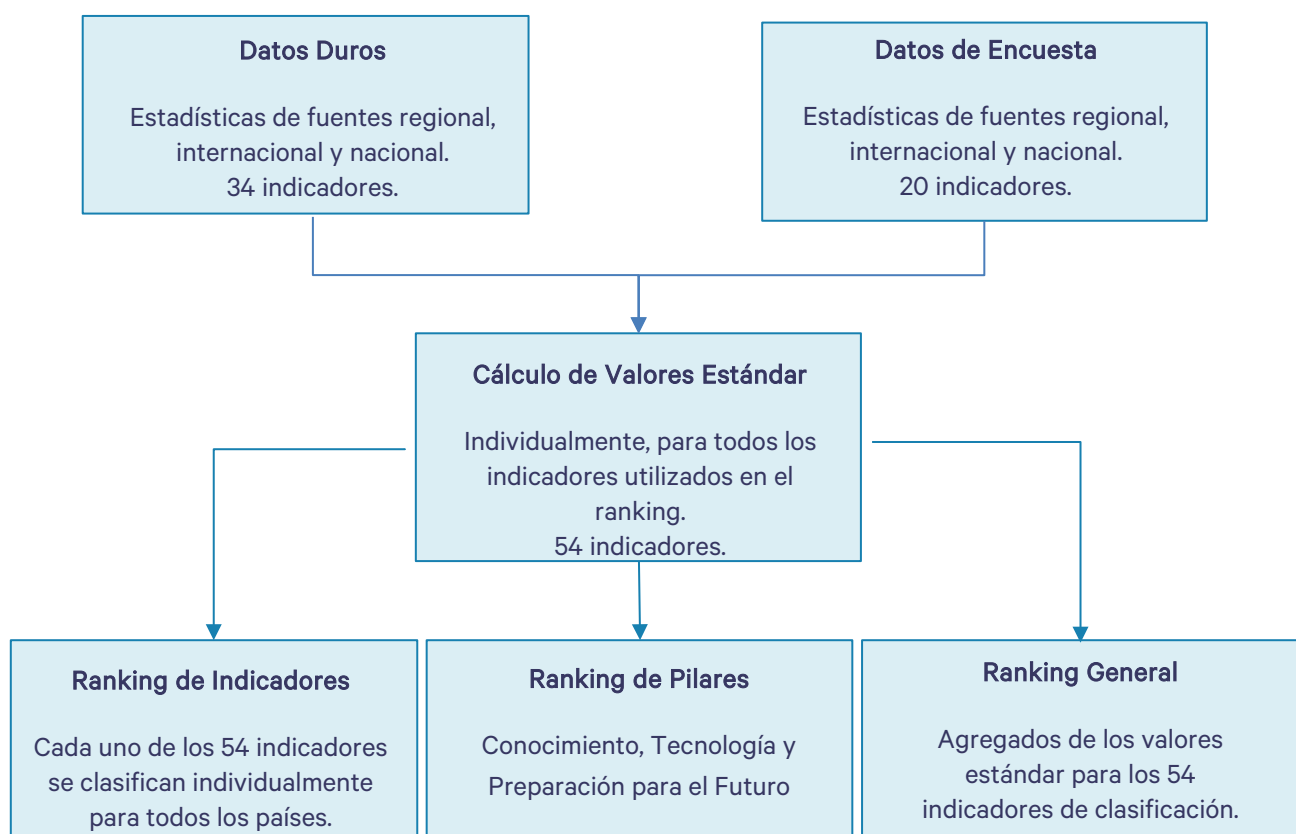 Datos Duros
Estadísticas de fuentes regional,
internacional y nacional.
34 indicadores.
Datos de Encuesta
Estadísticas de fuentes regional,
internacional y nacional.
20 indicadores.
Cálculo de Valores Estándar
Individualmente, para todos los
indicadores utilizados en el
ranking.
54 indicadores.
Ranking de Indicadores
Cada uno de los 54 indicadores
se clasifican individualmente
para todos los países.
Ranking de Pilares
Conocimiento, Tecnología y
Preparación para el Futuro
Ranking General
Agregados de los valores
estándar para los 54
indicadores de clasificación.